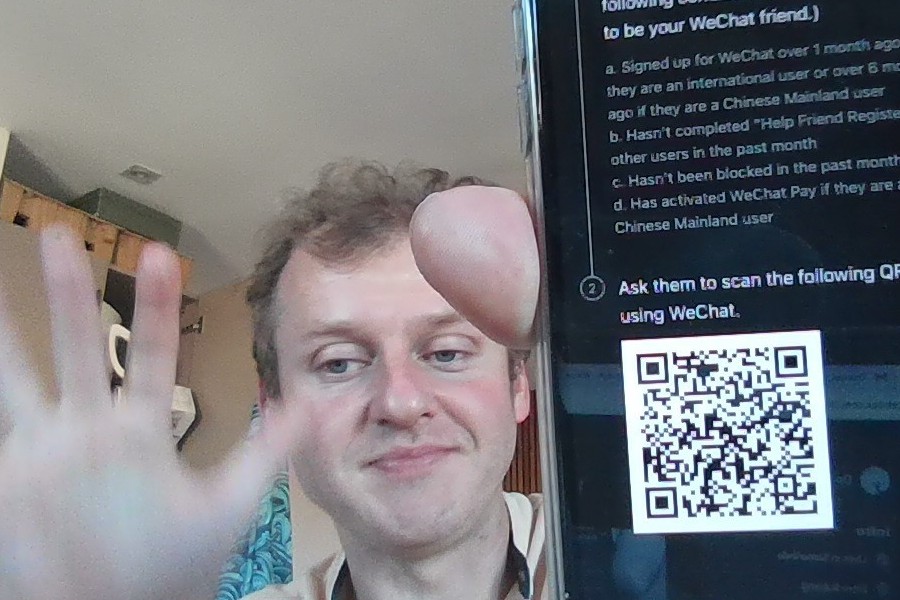 following
to be your WeChat friend.)
a. Signed up for WeChat over 1 month ago
they are an international user or over 6
ago if they are a Chinese Mainland user
b. Hasn't completed "Help Friend
other users in the past month
c. Hasn't been blocked in the past month
d. Has activated WeChat Pay if they are a
Chinese Mainland user
2 Ask them to scan the following
using WeChat.